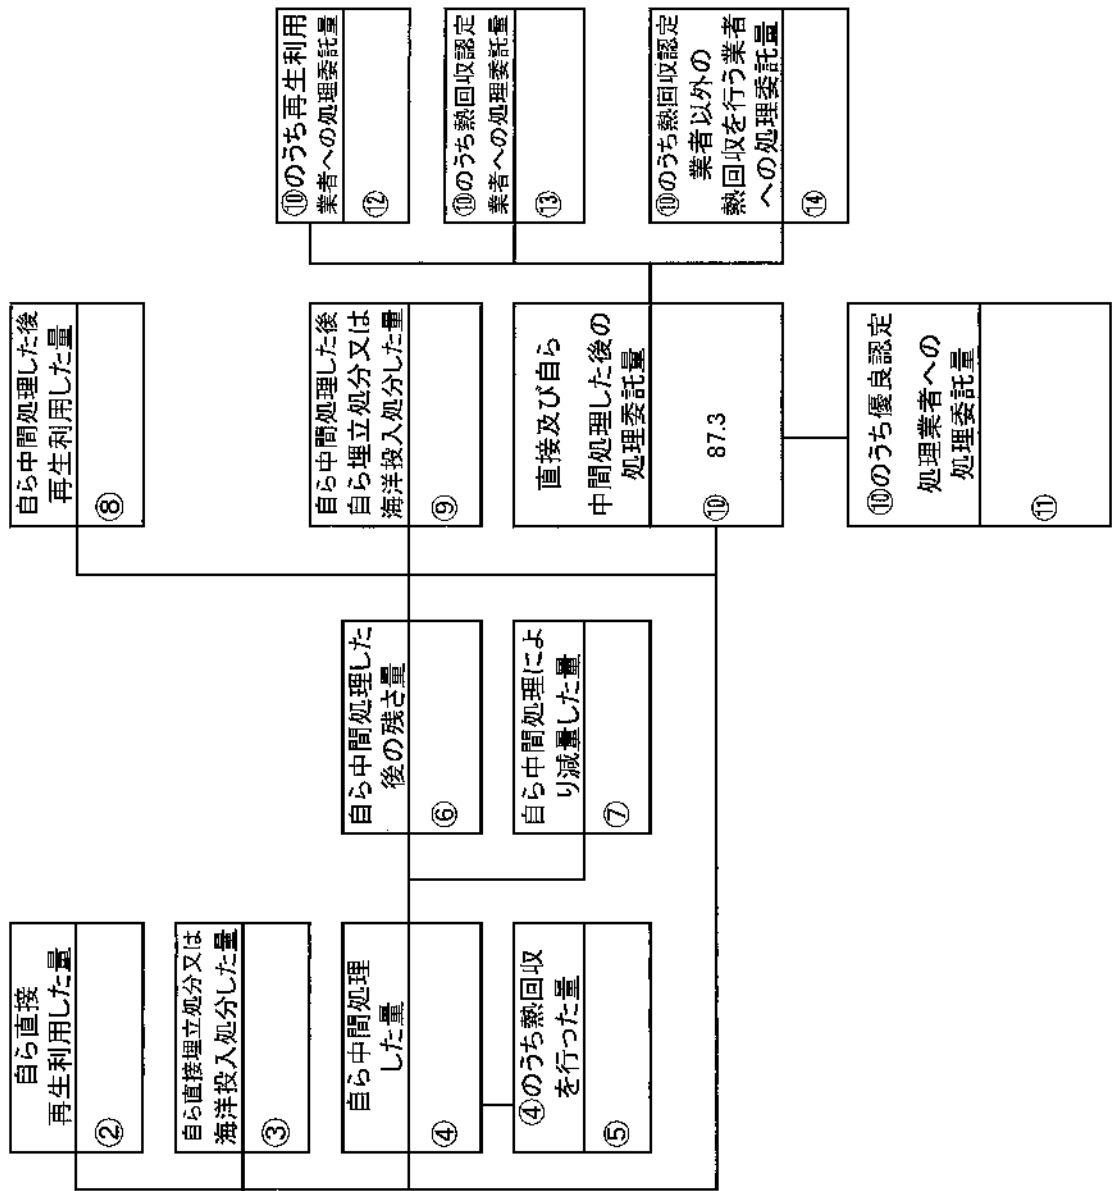 自ら直接
再生利用した量
②
自ら直接埋立処分又は
海洋投入処分した量
③
自ら中間処理
した量
④
④のうち熱回収
を行った量
⑤
自ら中間処理した
後の残さ量
⑥
自ら中間処理によ
り減量した量
⑦
自ら中間処理した後
再生利用した量
⑧
自ら中間処理した後
自ら埋立処分又は
海洋投入処分した量
⑨
直接及び自ら
中間処理した後の
処理委託量
⑩ 87.3
⑩のうち優良認定
処理業者への
処理委託量
⑪
⑩のうち再生利用
業者への処理委託量
⑫
⑩のうち熱回収認定
業者への処理委託量
⑬
⑩のうち熱回収認定
業者以外の
熱回収を行う業者
への処理委託量
⑭